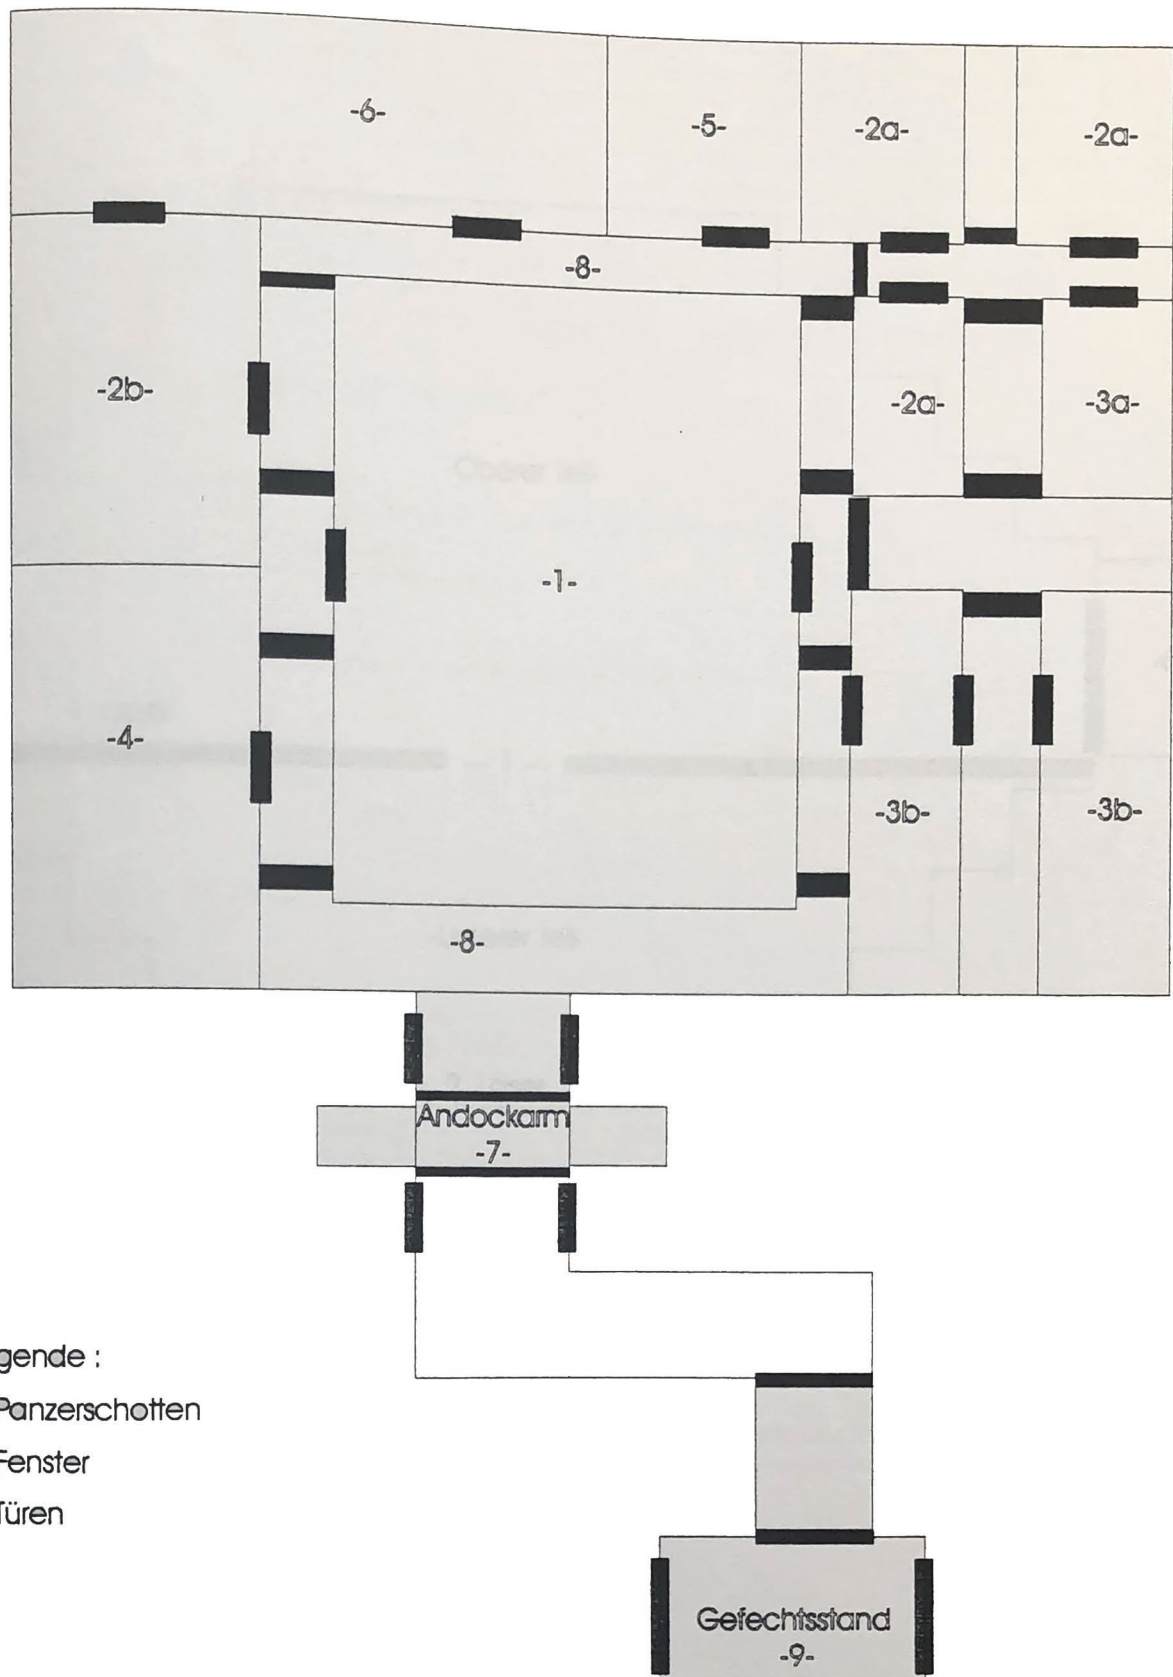 -6-
-5-
-2a-
-2a-
-8-
-2b-
-2a-
-3a-
-1-
-4-
-3b-
-3b-
-8-
Andockarm
-7-
gende :
Panzerschotten
Fenster
Türen
Gefechtsstand
-9-